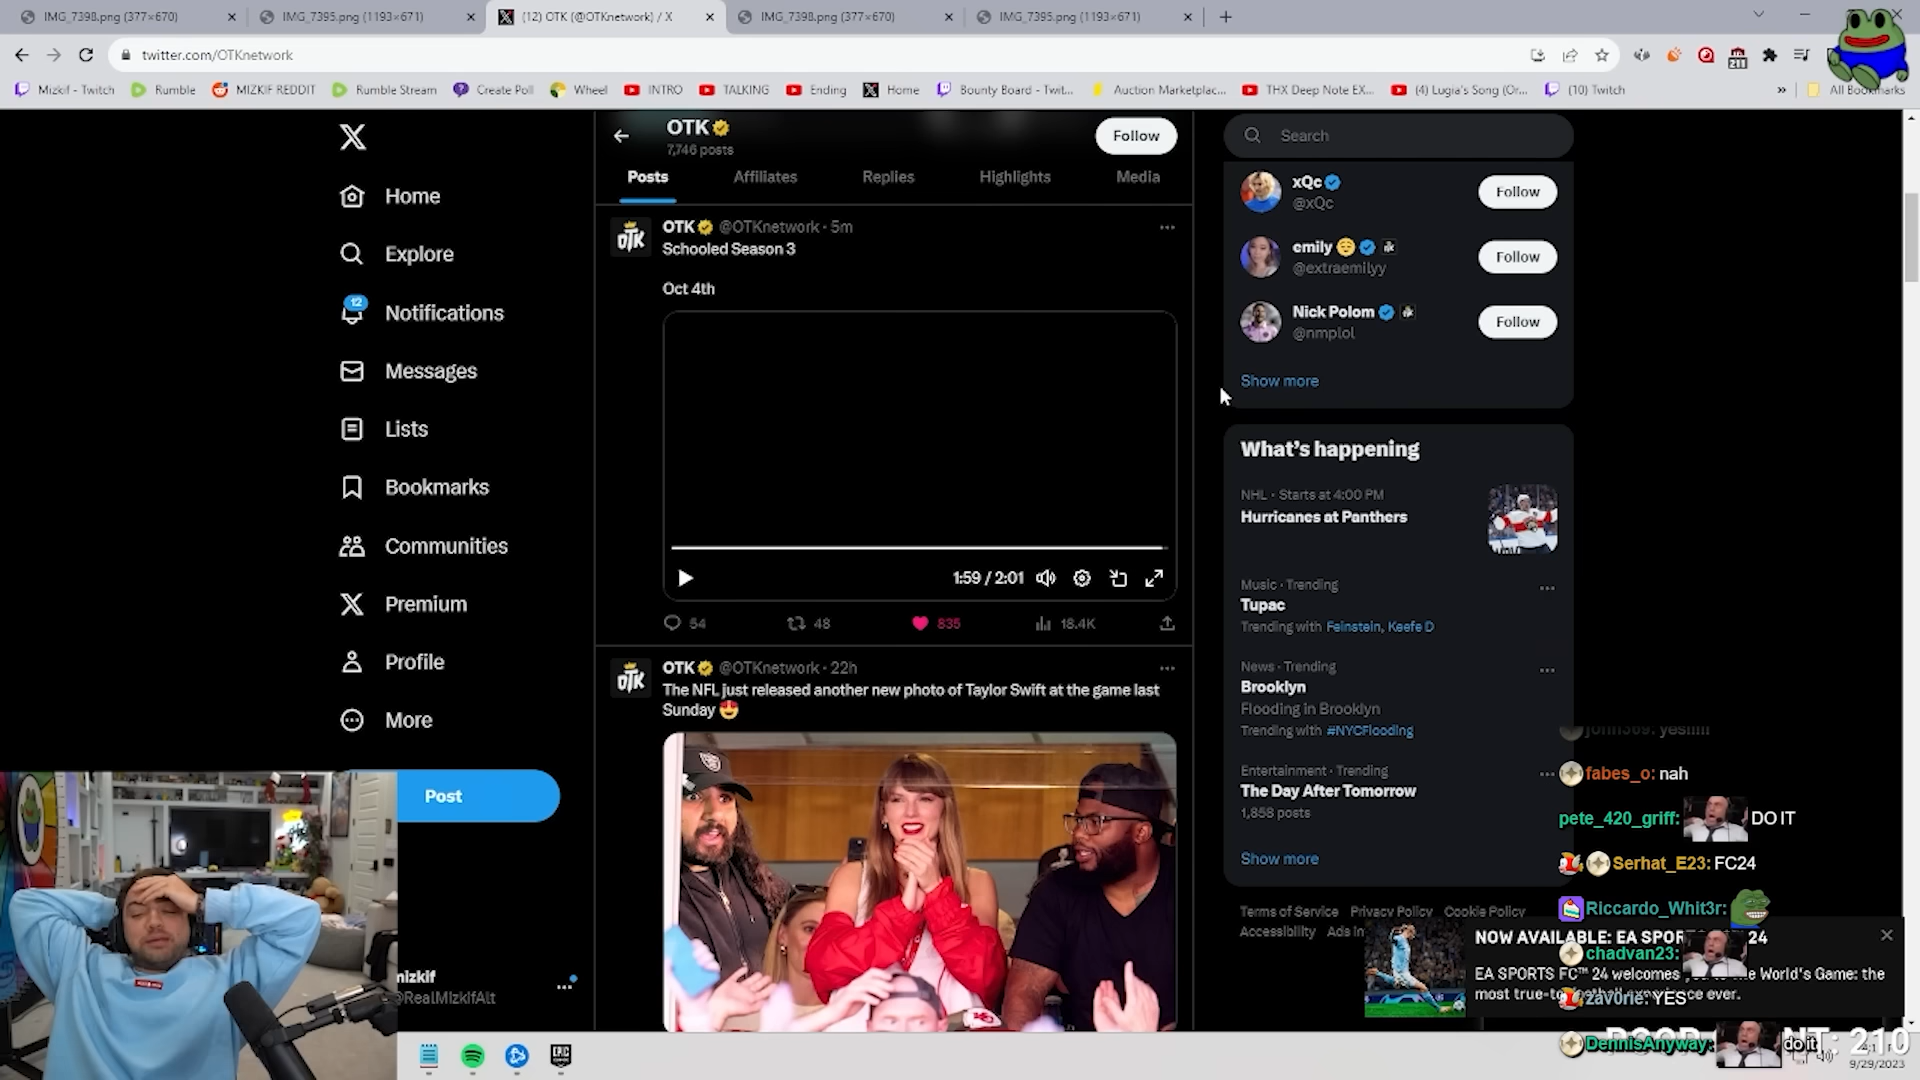 IMG_7398.png (377×670)
IMG_7395.png (1193×671)
(12) OTK (@OTKnetwork) / X
IMG_7398.png (377×670)
IMG_7395.png (1193×671)
twitter.com/OTKnetwork
211
Mizkif - Twitch
Rumble
MIZKIF REDDIT
Rumble Stream
Create Poll
Wheel
INTRO
TALKING
Ending
Home
Bounty Board - Twit...
Auction Marketplac...
THX Deep Note EX...
(4) Lugia's Song (Or...
(10) Twitch
»
All Bookmarks
Home
Explore
12
Notifications
Messages
Lists
Bookmarks
Communities
Premium
Profile
More
Post
mizkif
@RealMizkifAlt
OTK
7,746 posts
Follow
Posts
Affiliates
Replies
Highlights
Media
OTK @OTKnetwork · 5m
Schooled Season 3
Oct 4th
1:59 / 2:01
54
48
835
18.4K
OTK @OTKnetwork · 22h
The NFL just released another new photo of Taylor Swift at the game last
Sunday 😍
Search
xQc
@xQc
Follow
emily 😌
@extraemilyy
Follow
Nick Polom
@nmplol
Follow
Show more
What's happening
NHL · Starts at 4:00 PM
Hurricanes at Panthers
Music · Trending
Tupac
Trending with Feinstein, Keefe D
News · Trending
Brooklyn
Flooding in Brooklyn
Trending with #NYCFlooding
Entertainment · Trending
The Day After Tomorrow
1,858 posts
Show more
Terms of Service Privacy Policy Cookie Policy
Accessibility Ads in
john369: yes!!!!!
fabes_o: nah
pete_420_griff: DO IT
Serhat_E23: FC24
Riccardo_Whit3r:
NOW AVAILABLE: EA SPOR 24
chadvan23:
EA SPORTS FC™ 24 welcomes you to the World's Game: the
most true-to-football experience ever.
zav0rie: YES
DennisAnyway: do it
NT: 210
9/29/2023